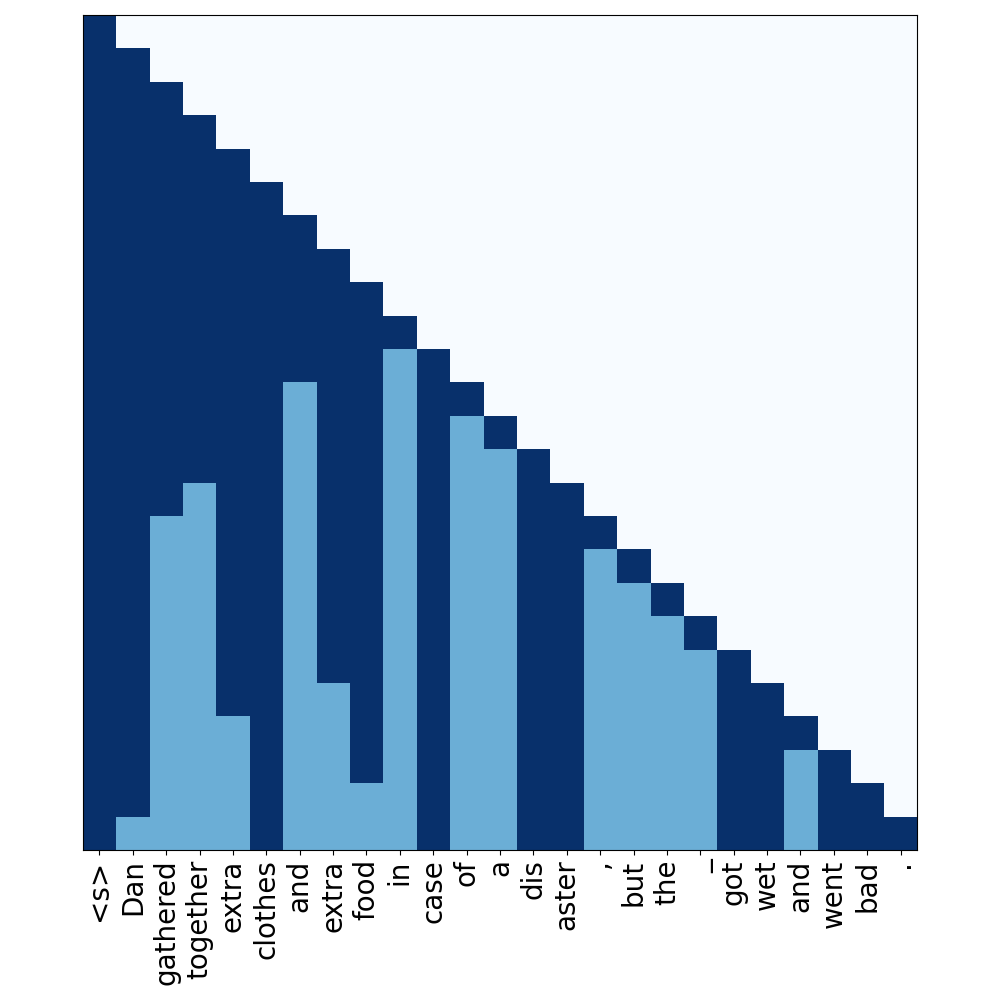 <s> Dan gathered together extra clothes and extra food in case of a dis aster , but the _ got wet and went bad .